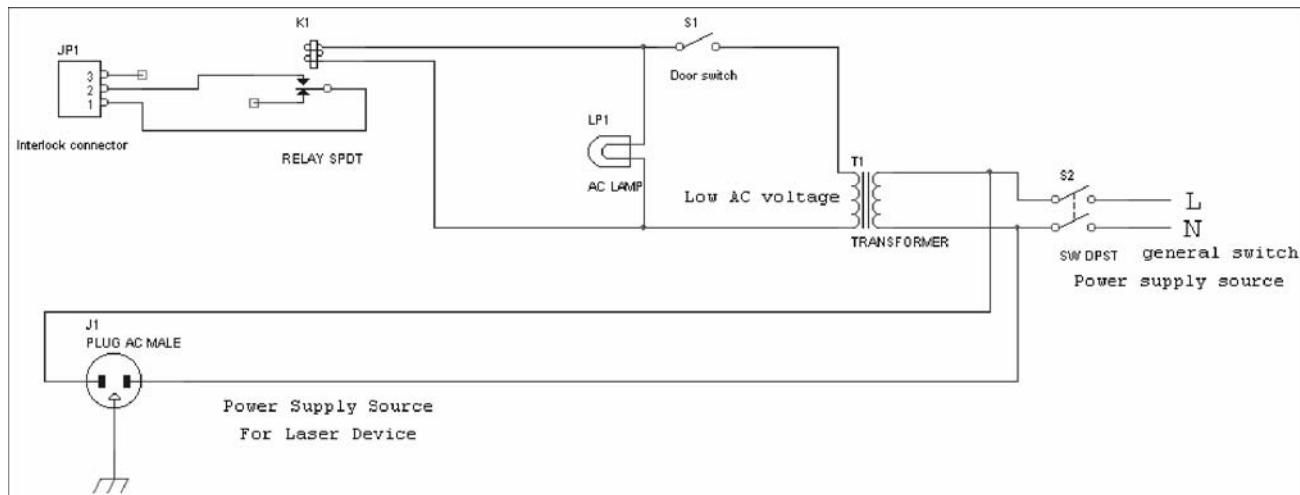 K1
S1
JP1
3
2
1
Door switch
Interlock connector
RELAY SPDT
LP1
AC LAMP
Low AC voltage
T1
TRANSFORMER
S2
L
N
SW DPST
general switch
Power supply source
J1
PLUG AC MALE
Power Supply Source
For Laser Device